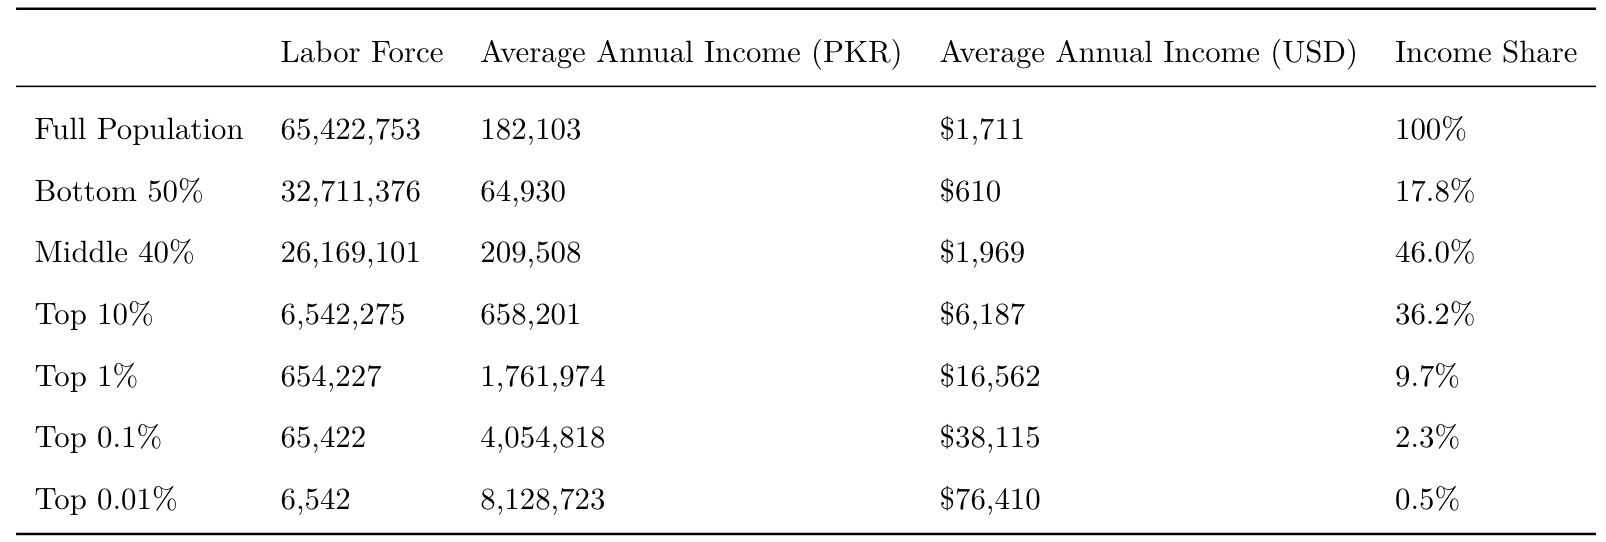 Labor Force Average Annual Income (PKR) Average Annual Income (USD) Income Share
Full Population 65,422,753 182,103 $1,711 100%
Bottom 50% 32,711,376 64,930 $610 17.8%
Middle 40% 26,169,101 209,508 $1,969 46.0%
Top 10% 6,542,275 658,201 $6,187 36.2%
Top 1% 654,227 1,761,974 $16,562 9.7%
Top 0.1% 65,422 4,054,818 $38,115 2.3%
Top 0.01% 6,542 8,128,723 $76,410 0.5%